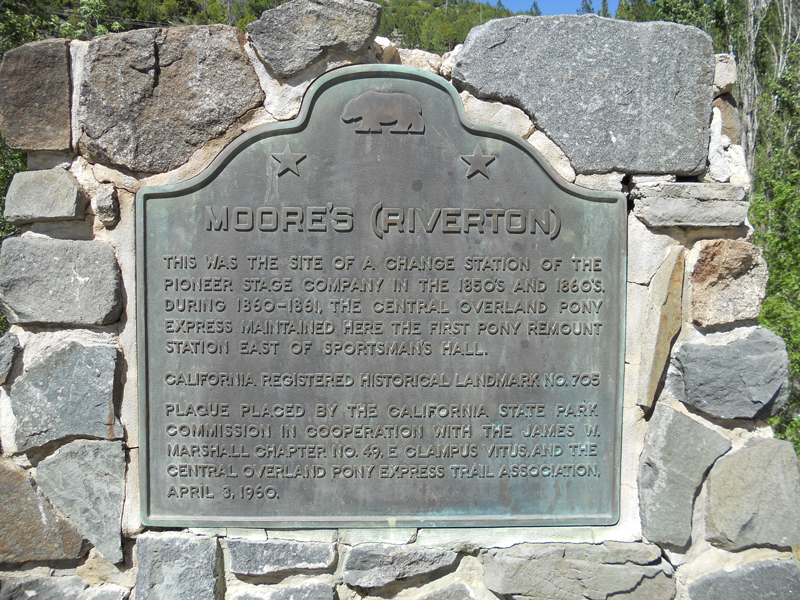 MOORE'S (RIVERTON)
THIS WAS THE SITE OF A CHANGE STATION OF THE
PIONEER STAGE COMPANY IN THE 1850'S AND 1860'S.
DURING 1860-1861, THE CENTRAL OVERLAND PONY
EXPRESS MAINTAINED HERE THE FIRST PONY REMOUNT
STATION EAST OF SPORTSMAN'S HALL.
CALIFORNIA REGISTERED HISTORICAL LANDMARK NO. 705
PLAQUE PLACED BY THE CALIFORNIA STATE PARK
COMMISSION IN COOPERATION WITH THE JAMES W.
MARSHALL CHAPTER NO. 49, E CLAMPUS VITUS, AND THE
CENTRAL OVERLAND PONY EXPRESS TRAIL ASSOCIATION,
APRIL 3, 1960.